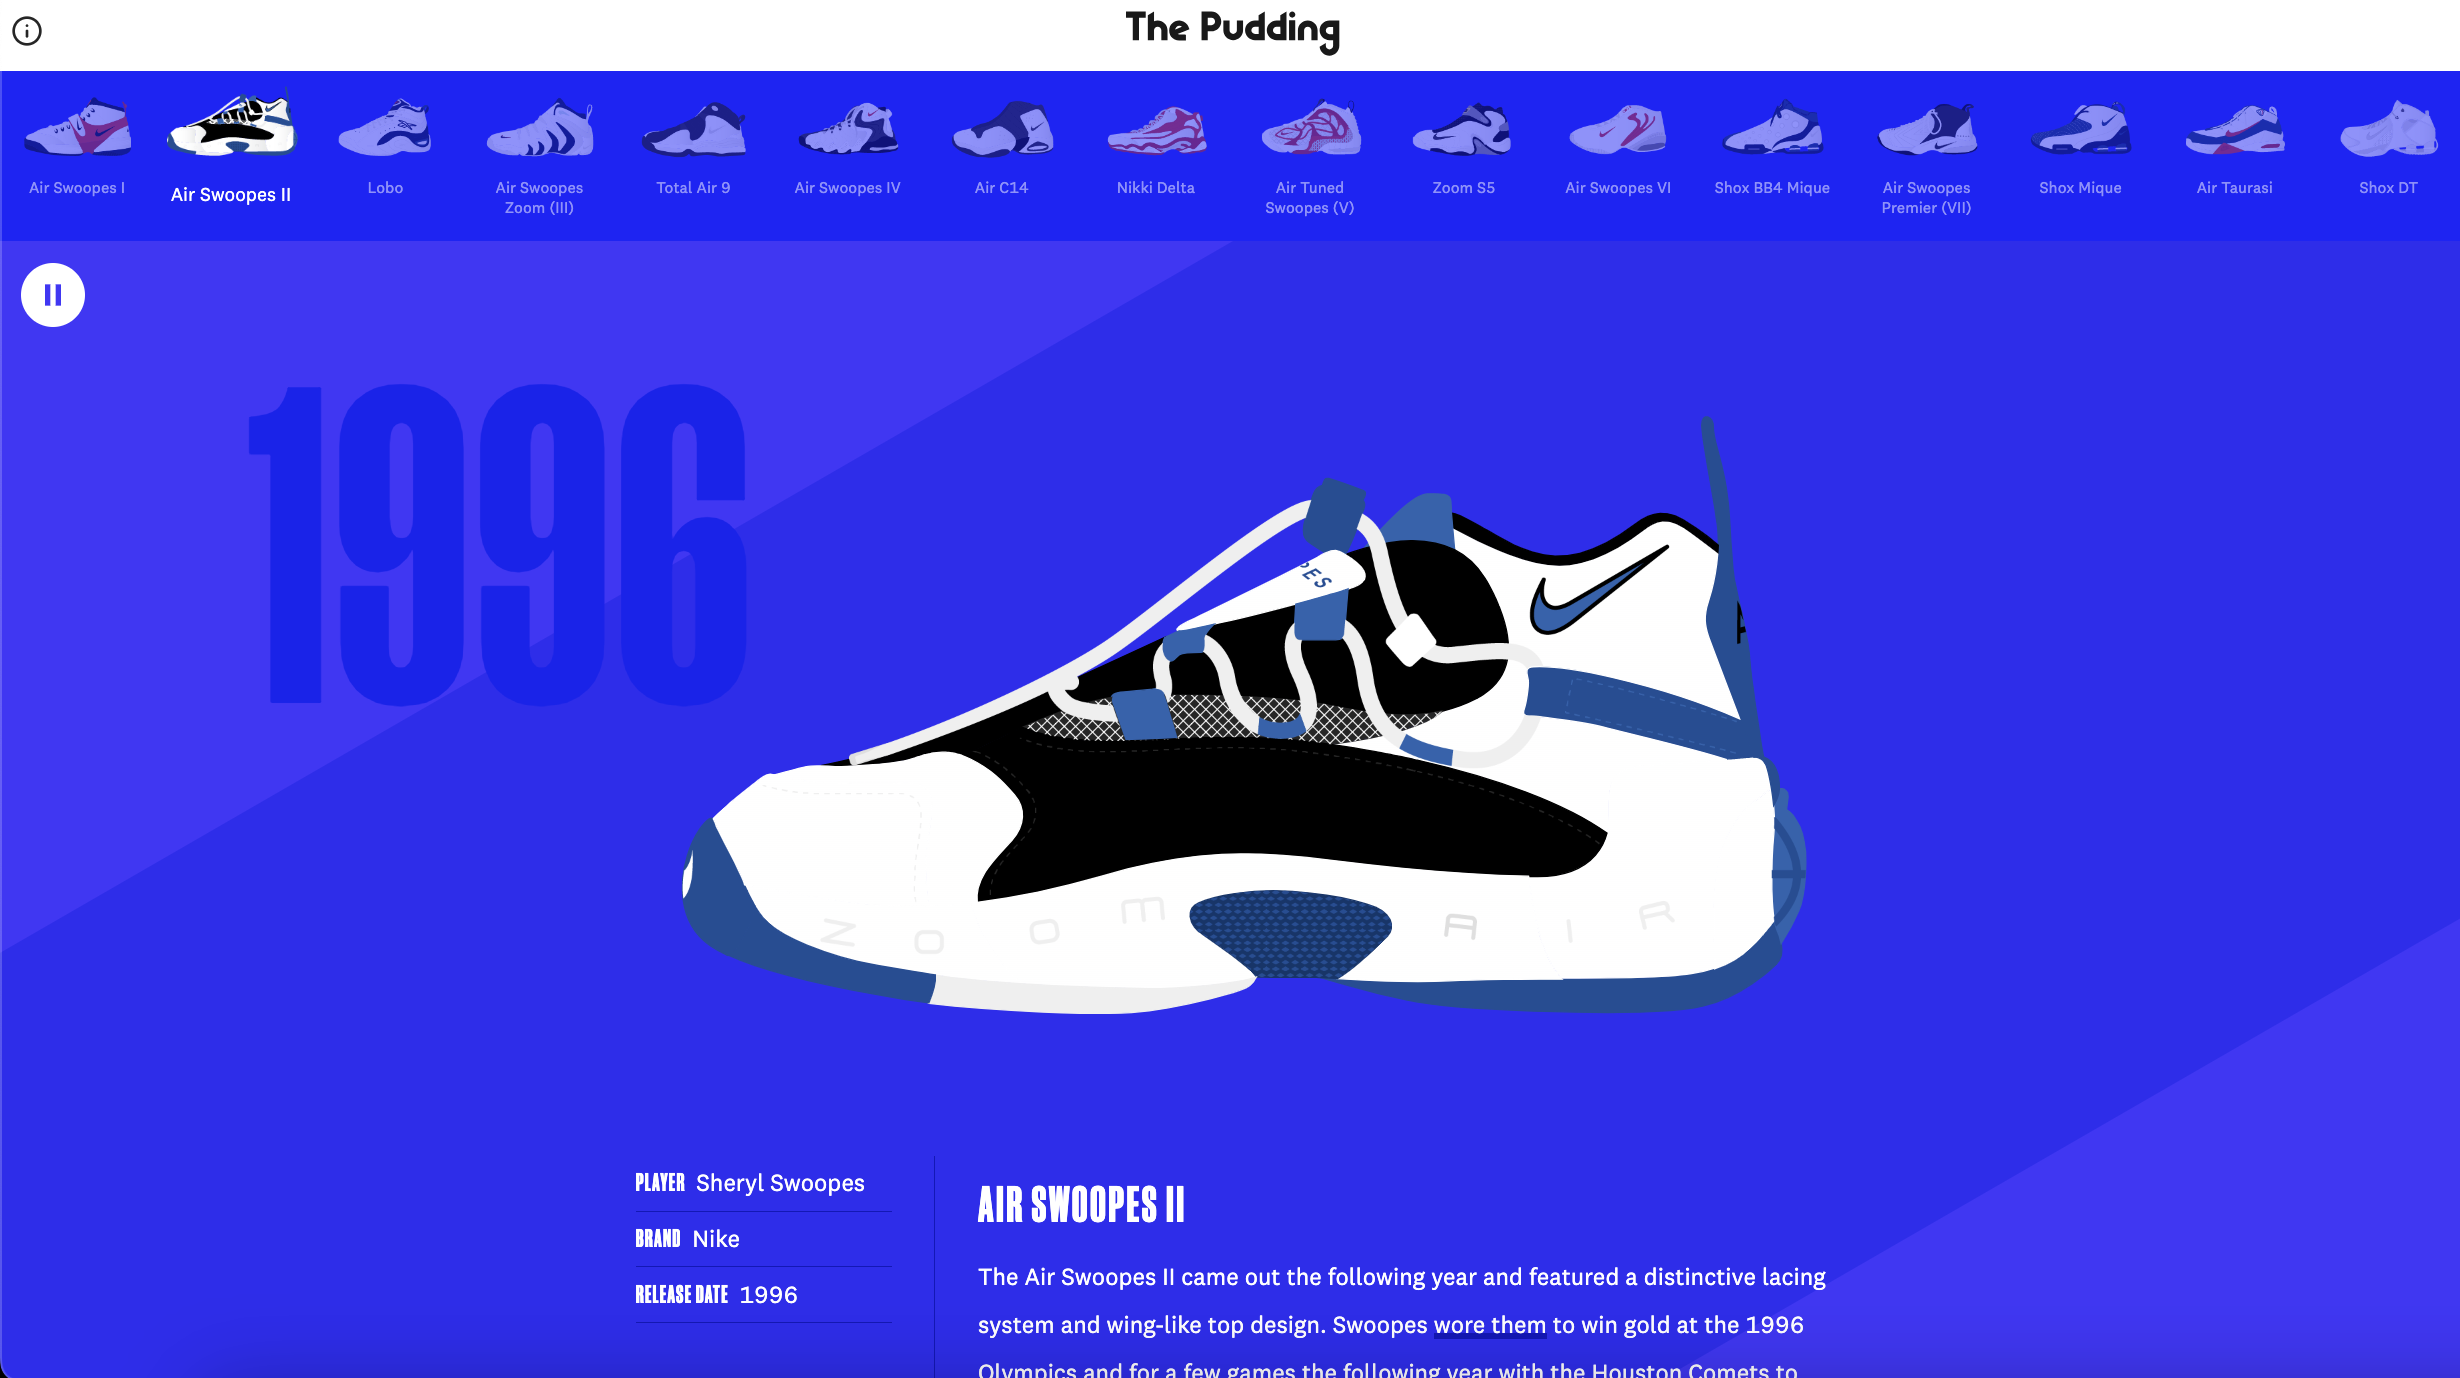 The Pudding
Air Swoopes I
Air Swoopes II
Lobo
Air Swoopes
Zoom (III)
Total Air 9
Air Swoopes IV
Air C14
Nikki Delta
Air Tuned
Swoopes (V)
Zoom S5
Air Swoopes VI
Shox BB4 Mique
Air Swoopes
Premier (VII)
Shox Mique
Air Taurasi
Shox DT
1996
PES
ZOOM AIR
PLAYER Sheryl Swoopes
BRAND Nike
RELEASE DATE 1996
AIR SWOOPES II
The Air Swoopes II came out the following year and featured a distinctive lacing
system and wing-like top design. Swoopes wore them to win gold at the 1996
Olympics and for a few games the following year with the Houston Comets to